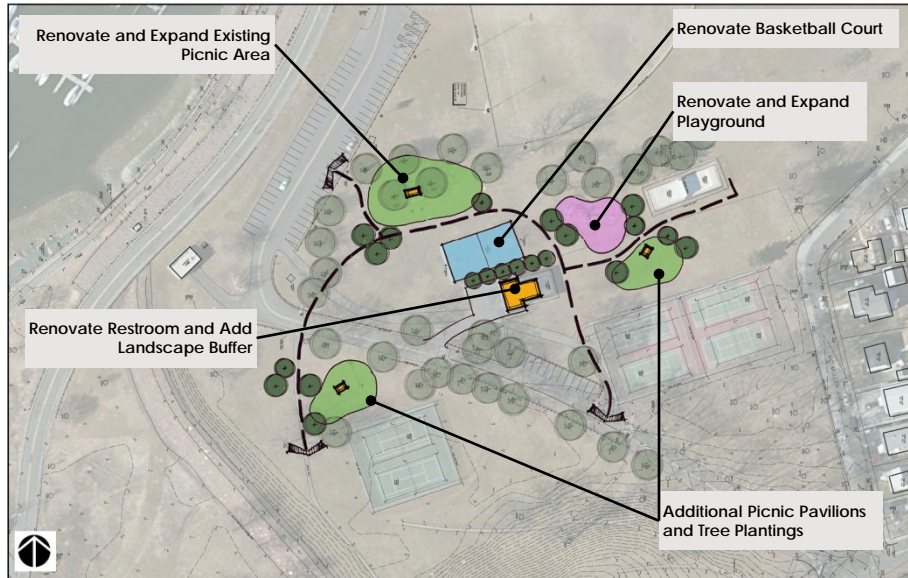 Renovate and Expand Existing
Picnic Area
Renovate Basketball Court
Renovate and Expand
Playground
Renovate Restroom and Add
Landscape Buffer
Additional Picnic Pavilions
and Tree Plantings